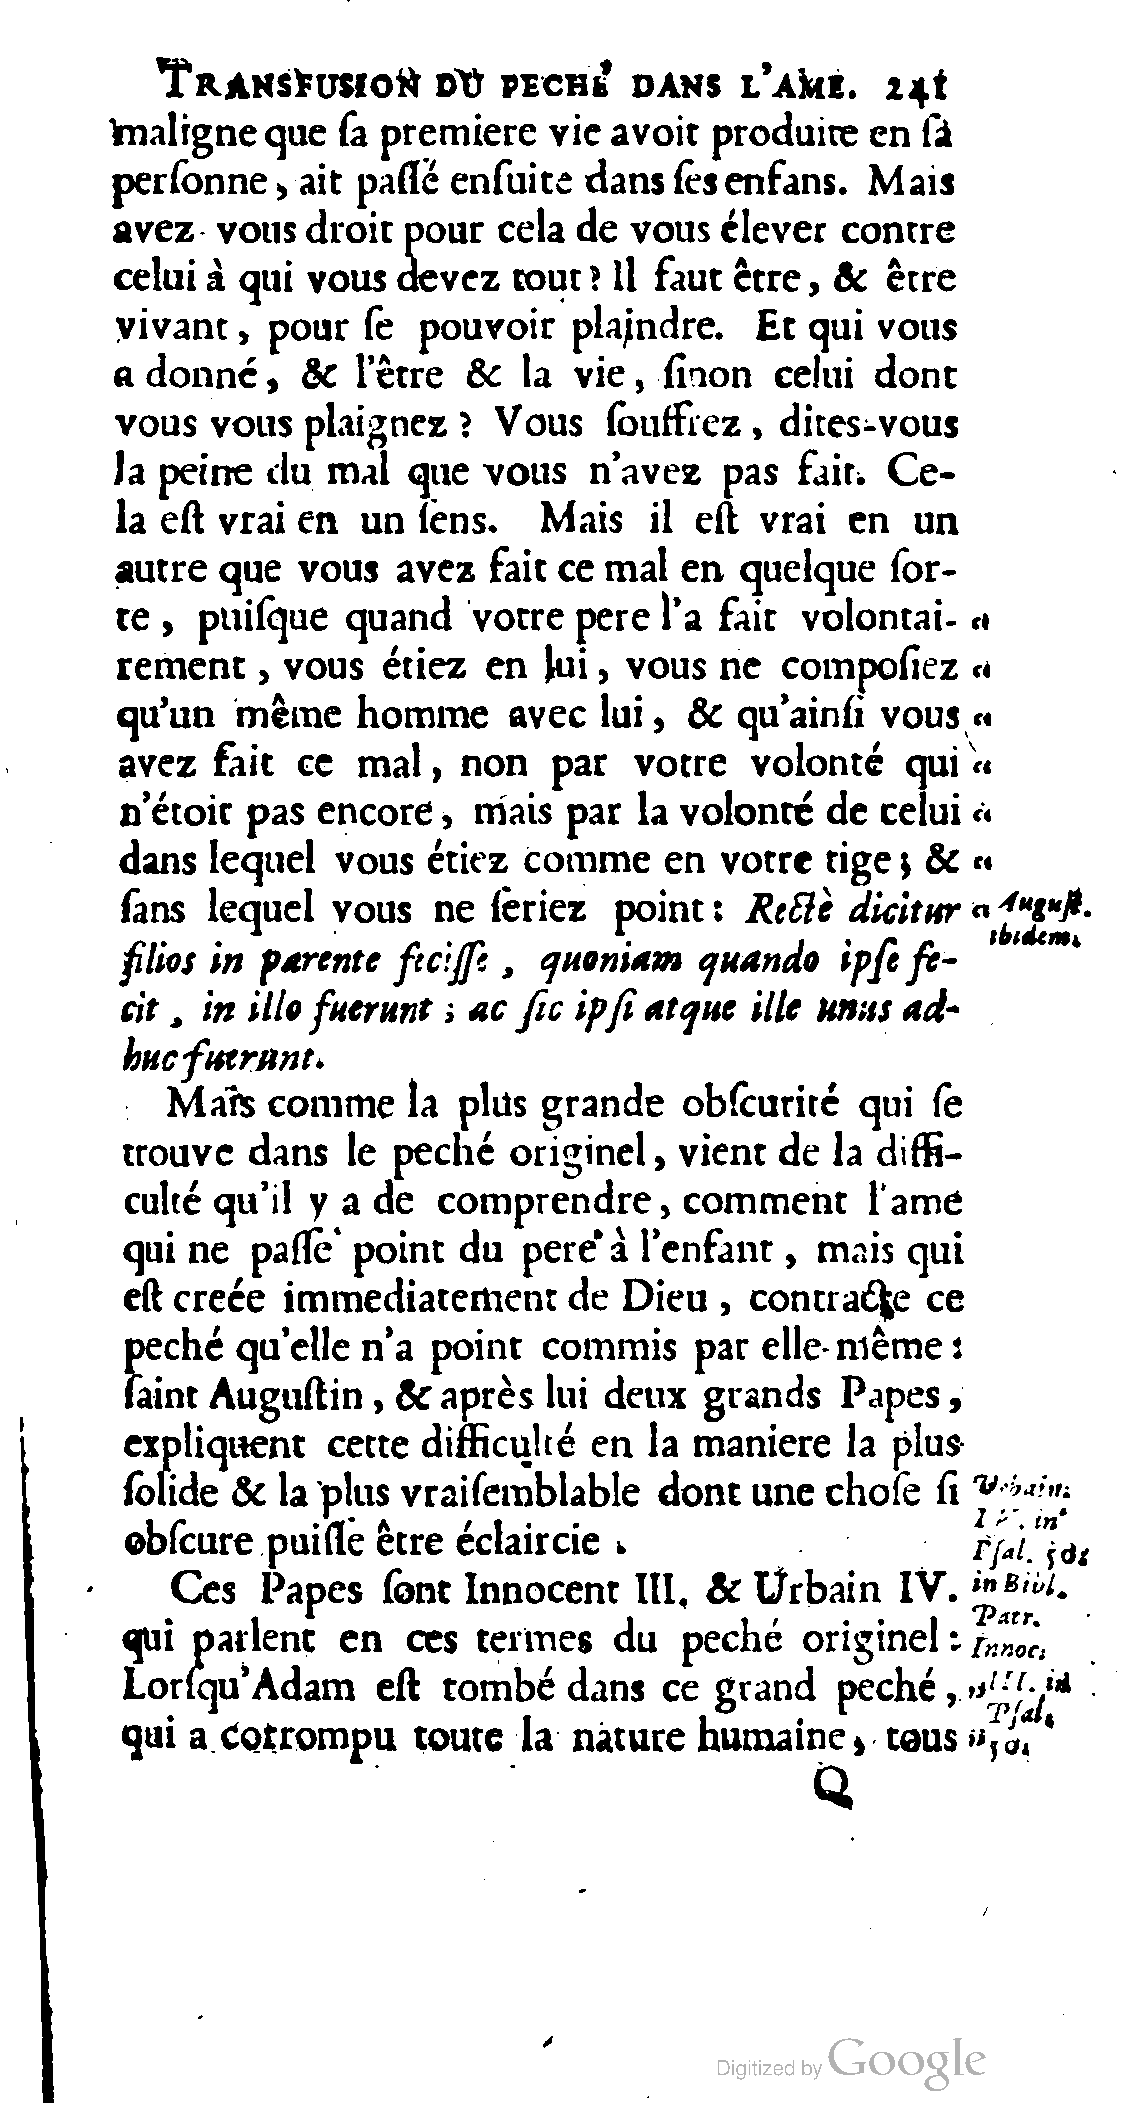 TRANSFUSION DU PECHÉ DANS L'AME. 241
maligne que ſa premiere vie avoit produite en ſa
perſonne, ait paſſé enſuite dans ſes enfans. Mais
avez-vous droit pour cela de vous élever contre
celui à qui vous devez tout? Il faut être, & être
vivant, pour ſe pouvoir plaindre. Et qui vous
a donné, & l'être & la vie, ſinon celui dont
vous vous plaignez? Vous ſouffrez, dites-vous
la peine du mal que vous n'avez pas fait. Ce-
la eſt vrai en un ſens. Mais il eſt vrai en un
autre que vous avez fait ce mal en quelque ſor-
te, puiſque quand votre pere l'a fait volontai- “
rement, vous étiez en lui, vous ne compoſiez “
qu'un même homme avec lui, & qu'ainſi vous “
avez fait ce mal, non par votre volonté qui “
n'étoit pas encore, mais par la volonté de celui “
dans lequel vous étiez comme en votre tige; & “
ſans lequel vous ne ſeriez point: Rectè dicitur “ Auguſt.
ibidem.
filios in parente feciſſe, quoniam quando ipſe fe-
cit, in illo fuerunt; ac ſic ipſi atque ille unus ad-
huc fuerunt.
Mais comme la plus grande obſcurité qui ſe
trouve dans le peché originel, vient de la diffi-
culté qu'il y a de comprendre, comment l'ame
qui ne paſſe point du pere à l'enfant, mais qui
eſt creée immediatement de Dieu, contracte ce
peché qu'elle n'a point commis par elle-même:
ſaint Auguſtin, & après lui deux grands Papes,
expliquent cette difficulté en la maniere la plus
ſolide & la plus vraiſemblable dont une choſe ſi
obſcure puiſſe être éclaircie.
Urbain.
in
Pſal. 50.
in Bibl.
Patr.
Innoc.
III. in
Pſal.
50.
Ces Papes ſont Innocent III. & Urbain IV.
qui parlent en ces termes du peché originel:
Lorſqu'Adam eſt tombé dans ce grand peché, „
qui a corrompu toute la nature humaine, tous „
Q
Digitized by Google